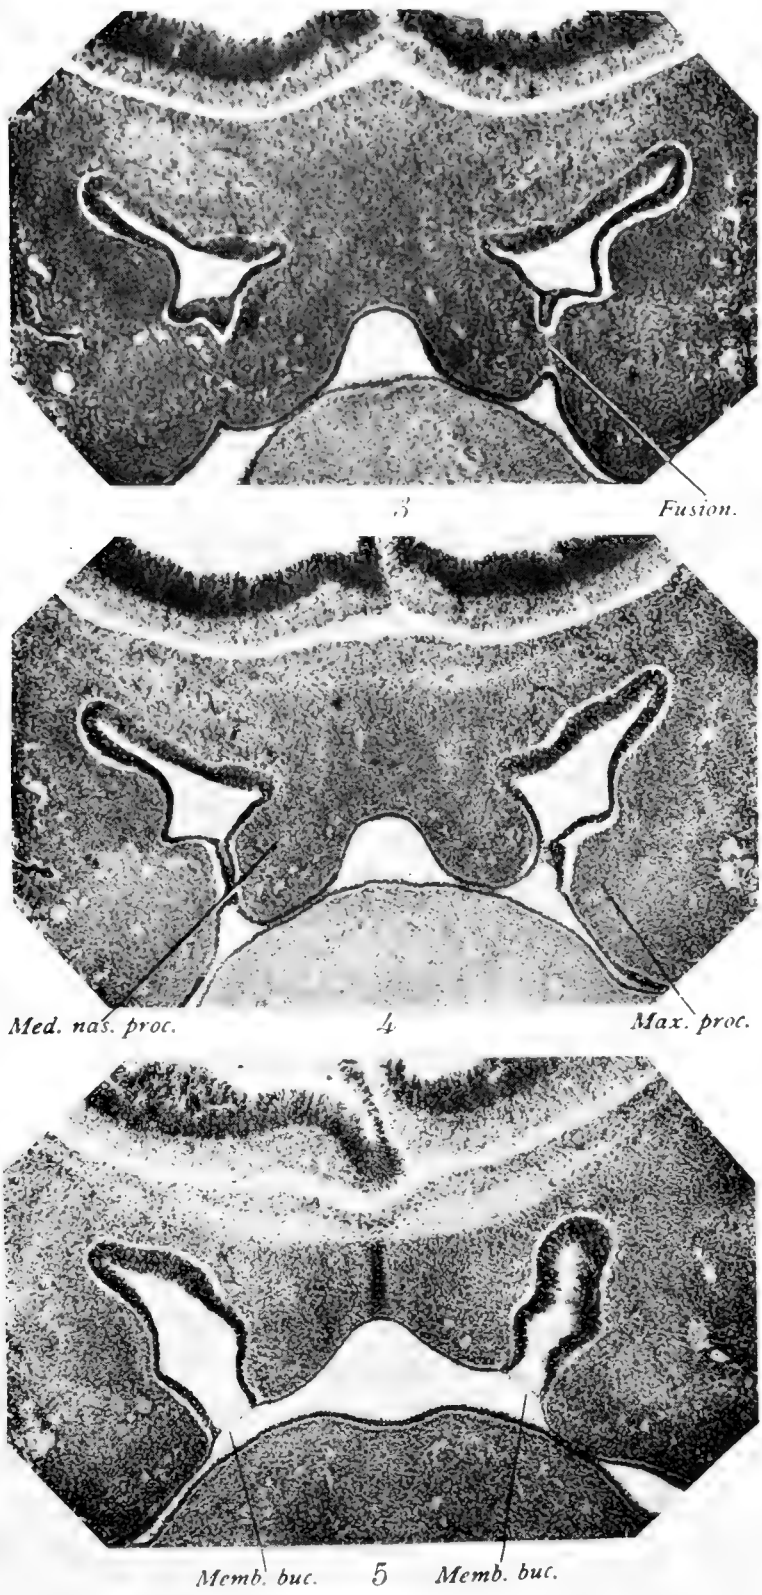 3
Fusion.
Med. nas. proc.
4
Max. proc.
Memb. buc.
5
Memb. buc.